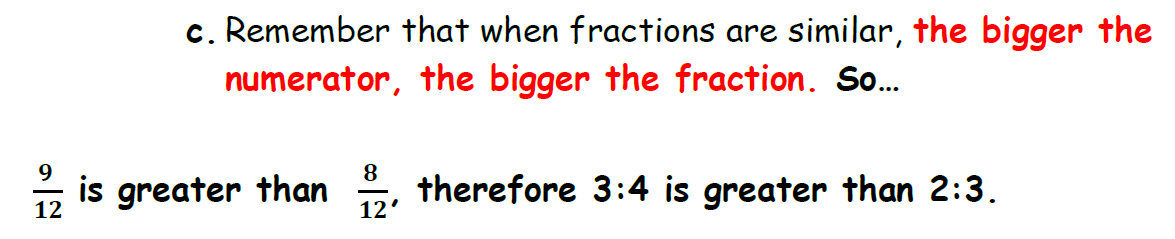 c. Remember that when fractions are similar, the bigger the
numerator, the bigger the fraction. So...
9/12 is greater than 8/12, therefore 3:4 is greater than 2:3.